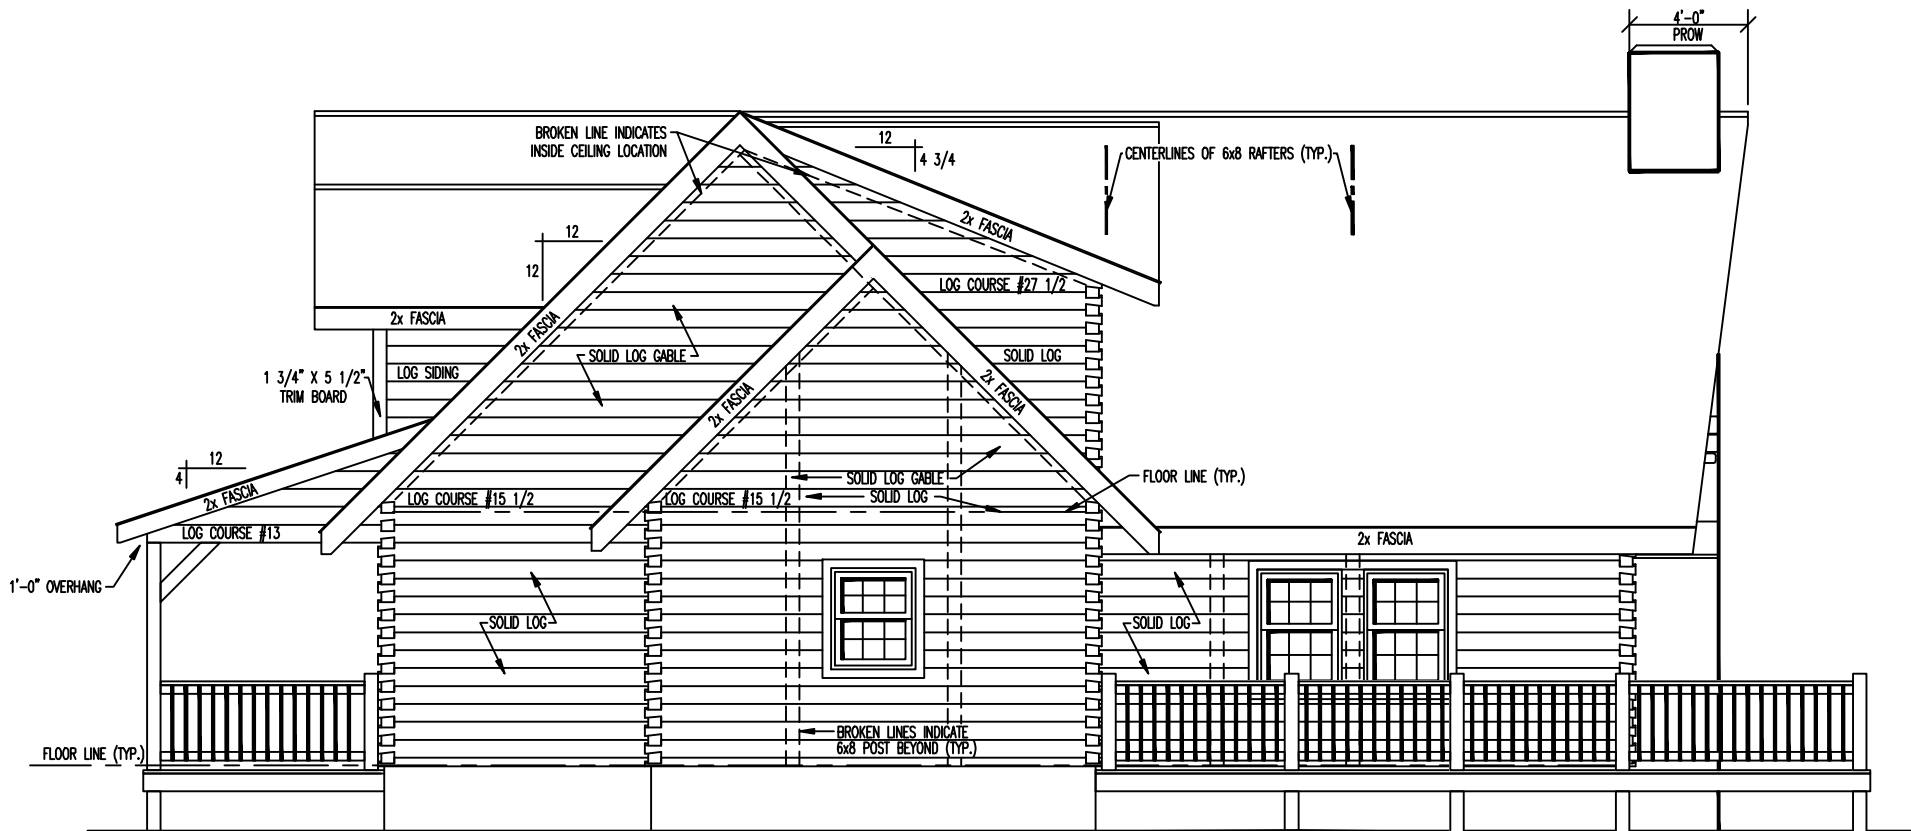 4'-0"
PROW
BROKEN LINE INDICATES
INSIDE CEILING LOCATION
12
4 3/4
CENTERLINES OF 6x8 RAFTERS (TYP.)
2x FASCIA
12
12
LOG COURSE #27 1/2
2x FASCIA
2x FASCIA
SOLID LOG GABLE
SOLID LOG
1 3/4" X 5 1/2"
TRIM BOARD
LOG SIDING
2x FASCIA
2x FASCIA
12
4
2x FASCIA
SOLID LOG GABLE
FLOOR LINE (TYP.)
LOG COURSE #15 1/2
LOG COURSE #15 1/2
SOLID LOG
LOG COURSE #13
2x FASCIA
1'-0" OVERHANG
SOLID LOG
SOLID LOG
BROKEN LINES INDICATE
6x8 POST BEYOND (TYP.)
FLOOR LINE (TYP.)